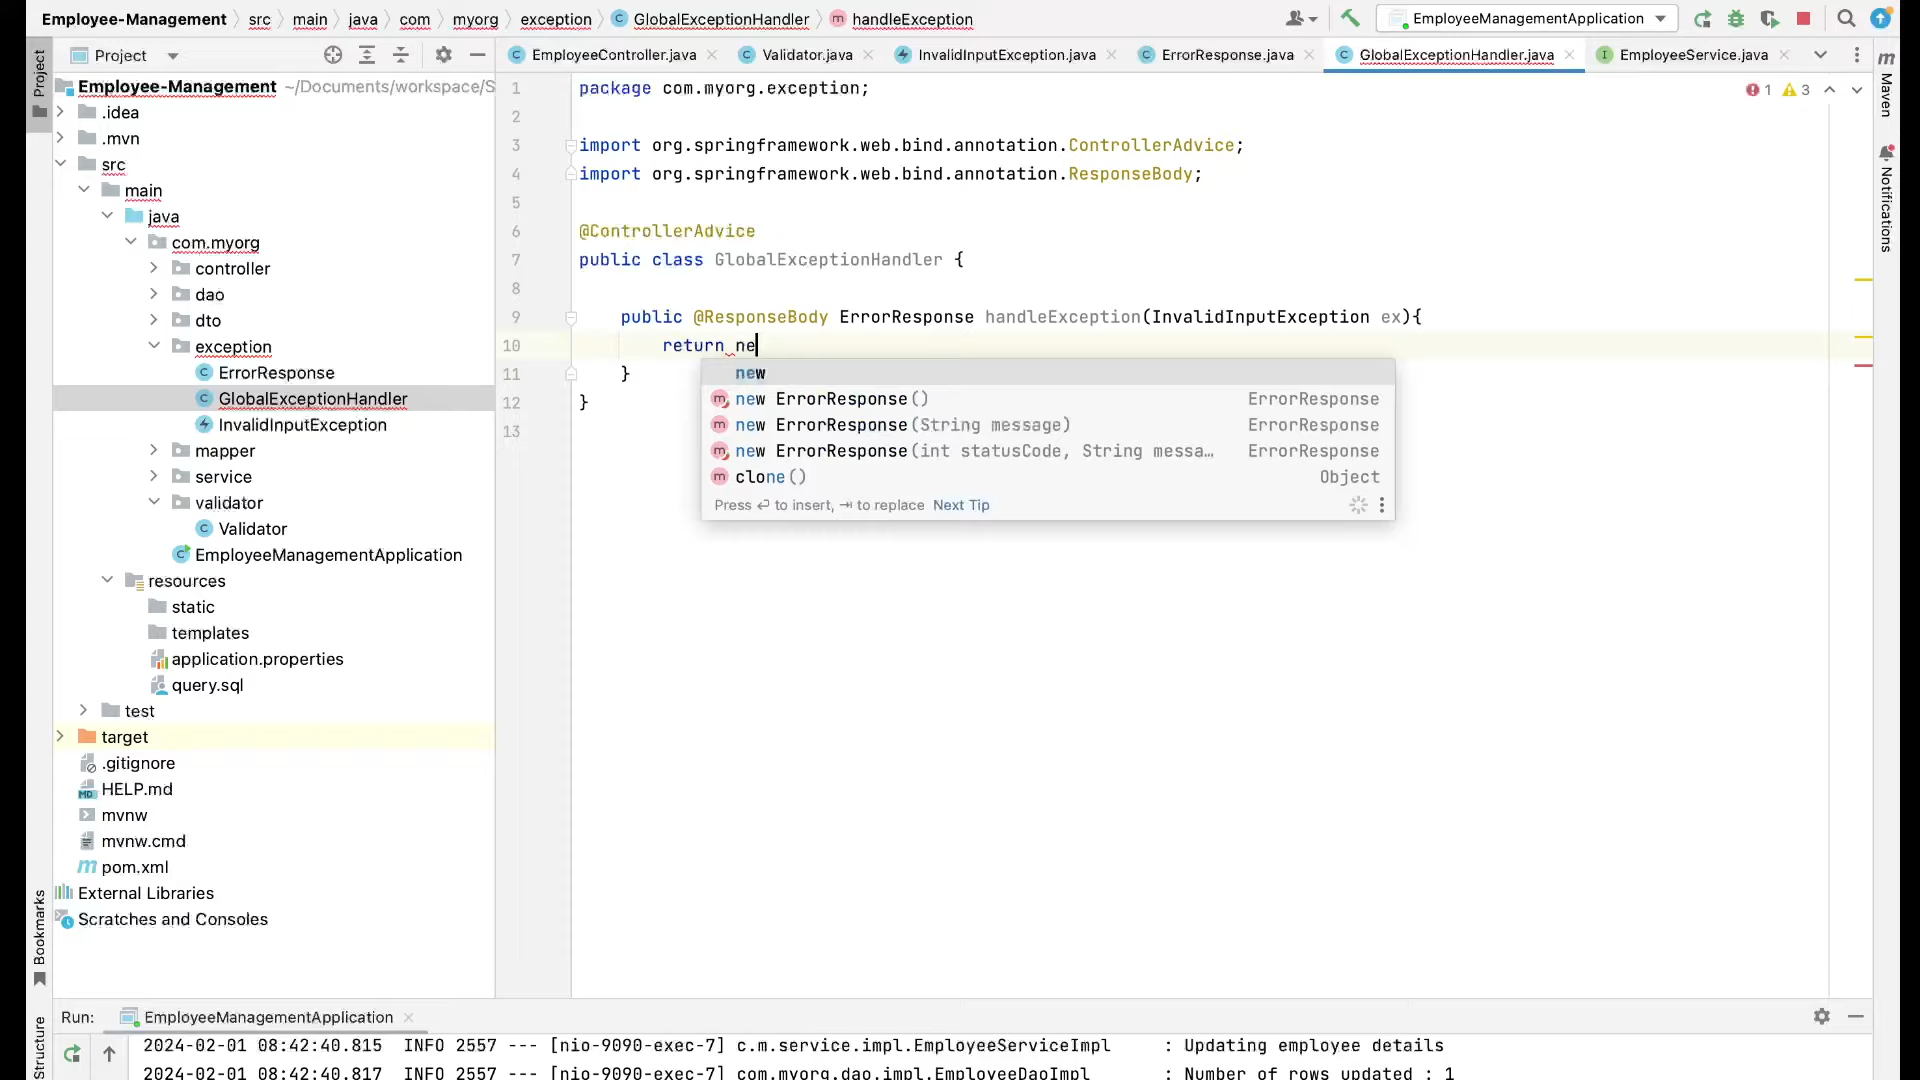 Employee-Management src main java com myorg exception GlobalExceptionHandler handleException EmployeeManagementApplication
Project
EmployeeController.java Validator.java InvalidInputException.java ErrorResponse.java GlobalExceptionHandler.java EmployeeService.java
Project
Employee-Management ~/Documents/workspace/S
.idea
.mvn
src
main
java
com.myorg
controller
dao
dto
exception
ErrorResponse
GlobalExceptionHandler
InvalidInputException
mapper
service
validator
Validator
EmployeeManagementApplication
resources
static
templates
application.properties
query.sql
test
target
.gitignore
HELP.md
mvnw
mvnw.cmd
pom.xml
External Libraries
Scratches and Consoles
Bookmarks
Structure
1 package com.myorg.exception;
2
3 import org.springframework.web.bind.annotation.ControllerAdvice;
4 import org.springframework.web.bind.annotation.ResponseBody;
5
6 @ControllerAdvice
7 public class GlobalExceptionHandler {
8
9 public @ResponseBody ErrorResponse handleException(InvalidInputException ex){
10 return ne
11 }
12 }
13
new
new ErrorResponse() ErrorResponse
new ErrorResponse(String message) ErrorResponse
new ErrorResponse(int statusCode, String messa… ErrorResponse
clone() Object
Press ↵ to insert, ⇥ to replace Next Tip
1 3
Maven
Notifications
Run: EmployeeManagementApplication
2024-02-01 08:42:40.815 INFO 2557 --- [nio-9090-exec-7] c.m.service.impl.EmployeeServiceImpl : Updating employee details
2024-02-01 08:42:40.817 INFO 2557 --- [nio-9090-exec-7] com.myorg.dao.impl.EmployeeDaoImpl : Number of rows updated : 1